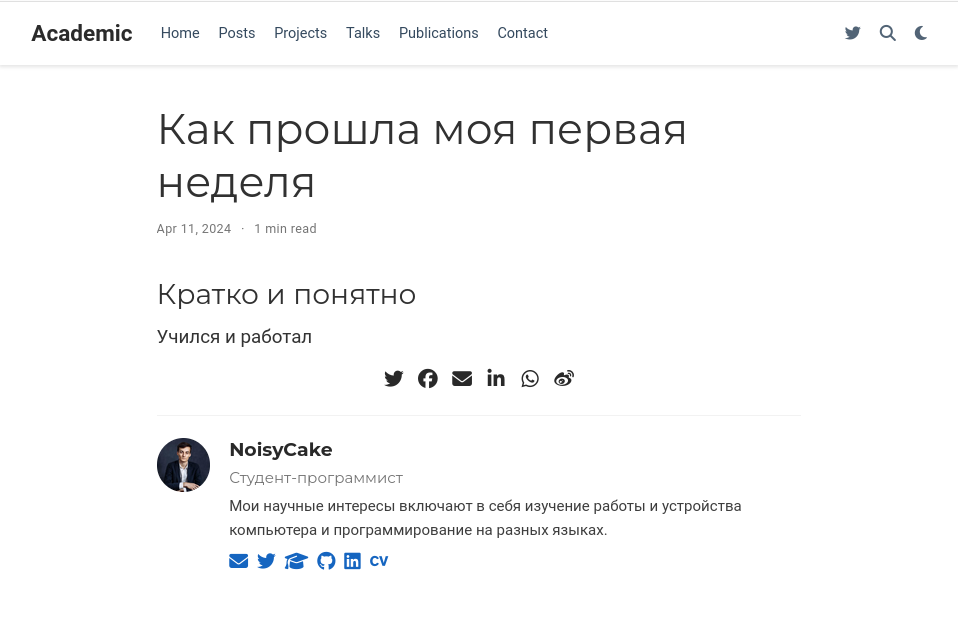 Academic Home Posts Projects Talks Publications Contact
Как прошла моя первая
неделя
Apr 11, 2024 · 1 min read
Кратко и понятно
Учился и работал
NoisyCake
Студент-программист
Мои научные интересы включают в себя изучение работы и устройства
компьютера и программирование на разных языках.
CV